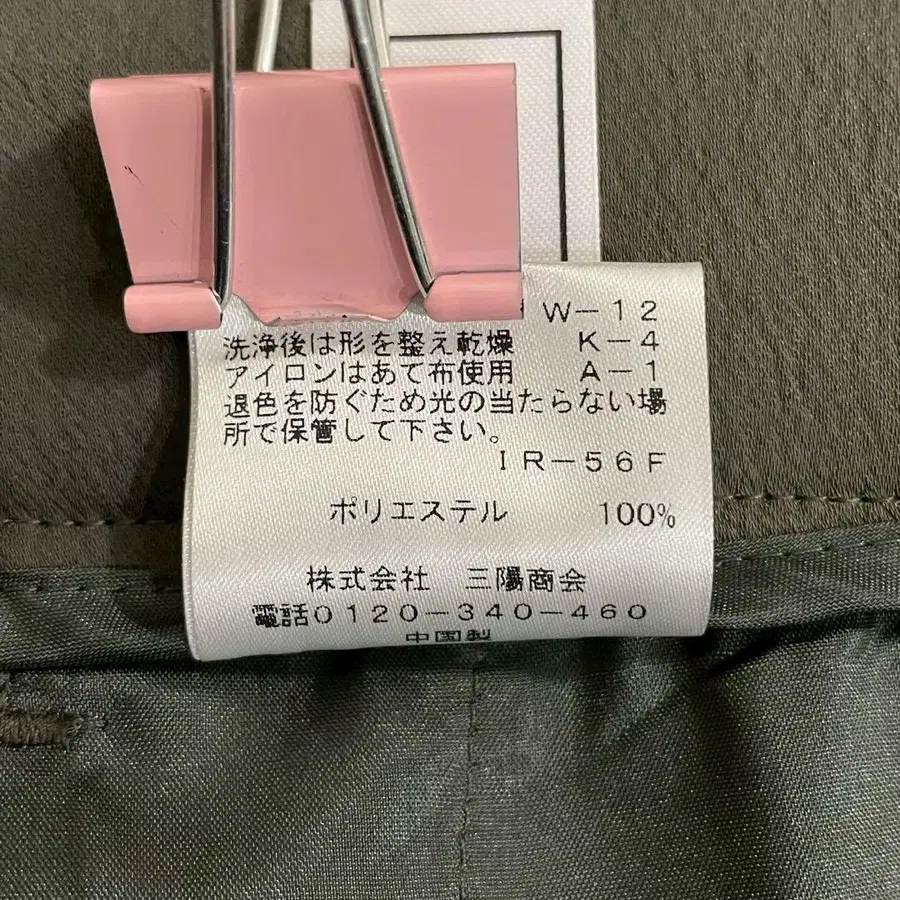 W-12
洗浄後は形を整え乾燥 K-4
アイロンはあて布使用 A-1
退色を防ぐため光の当たらない場
所で保管して下さい。
IR-56F
ポリエステル 100%
株式会社 三陽商会
電話0120-340-460
中国製